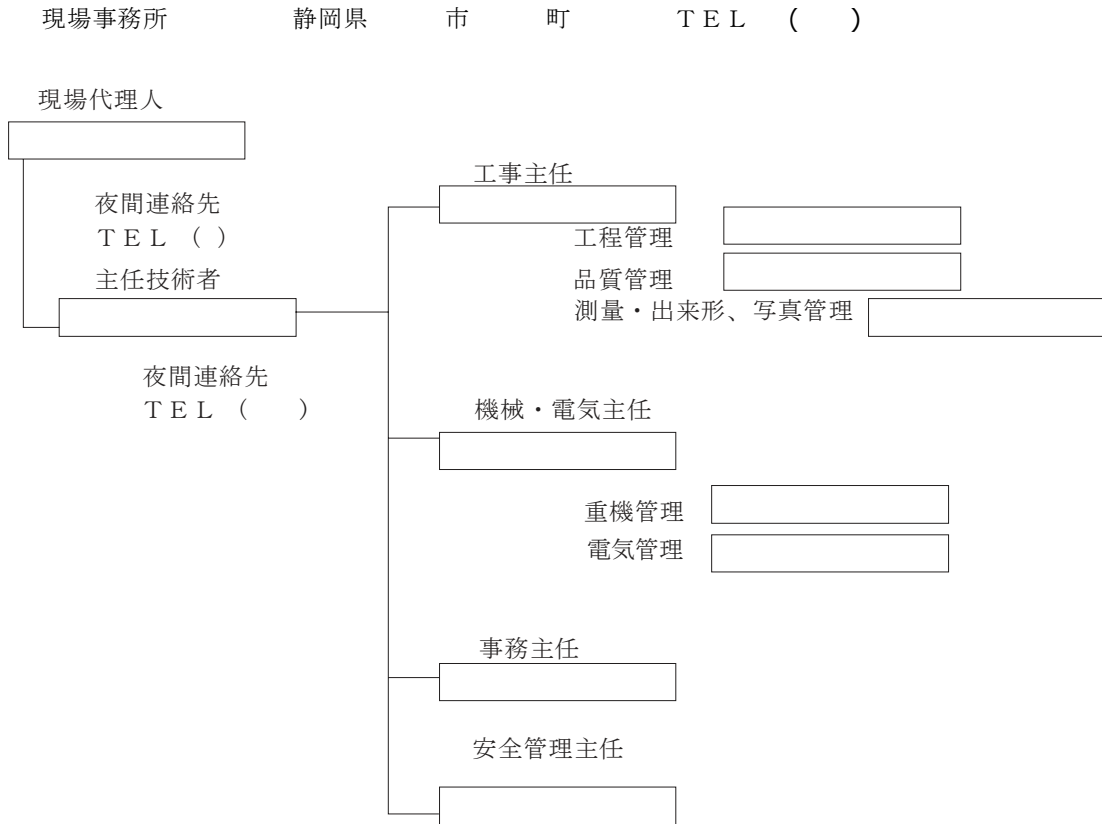 現場事務所　静岡県　市　町　ＴＥＬ　(　)
現場代理人
夜間連絡先
ＴＥＬ（ ）
主任技術者
夜間連絡先
ＴＥＬ（　）
工事主任
工程管理
品質管理
測量・出来形、写真管理
機械・電気主任
重機管理
電気管理
事務主任
安全管理主任